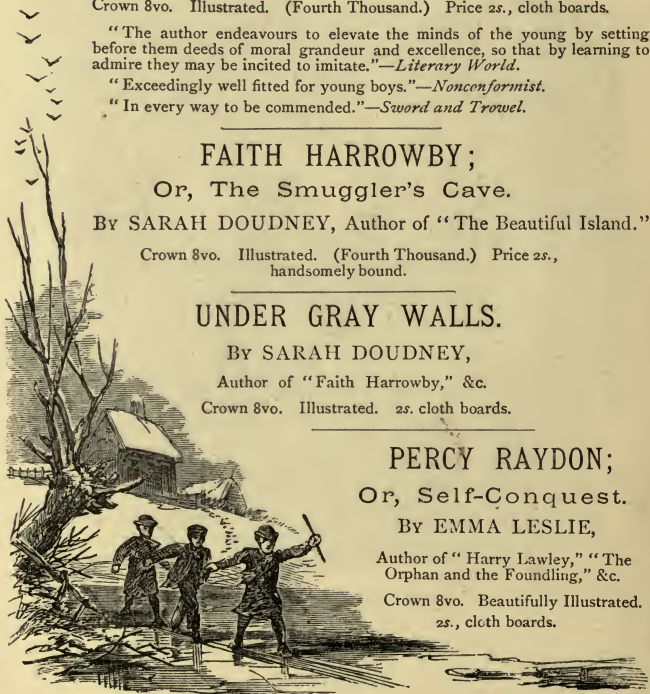 Crown 8vo. Illustrated. (Fourth Thousand.) Price 2s., cloth boards.
"The author endeavours to elevate the minds of the young by setting
before them deeds of moral grandeur and excellence, so that by learning to
admire they may be incited to imitate."—Literary World.
"Exceedingly well fitted for young boys."—Nonconformist.
"In every way to be commended."—Sword and Trowel.
FAITH HARROWBY;
Or, The Smuggler's Cave.
BY SARAH DOUDNEY, Author of "The Beautiful Island."
Crown 8vo. Illustrated. (Fourth Thousand.) Price 2s.,
handsomely bound.
UNDER GRAY WALLS.
BY SARAH DOUDNEY,
Author of "Faith Harrowby," &c.
Crown 8vo. Illustrated. 2s. cloth boards.
PERCY RAYDON;
Or, Self-Conquest.
BY EMMA LESLIE,
Author of "Harry Lawley," "The
Orphan and the Foundling," &c.
Crown 8vo. Beautifully Illustrated.
2s., cloth boards.